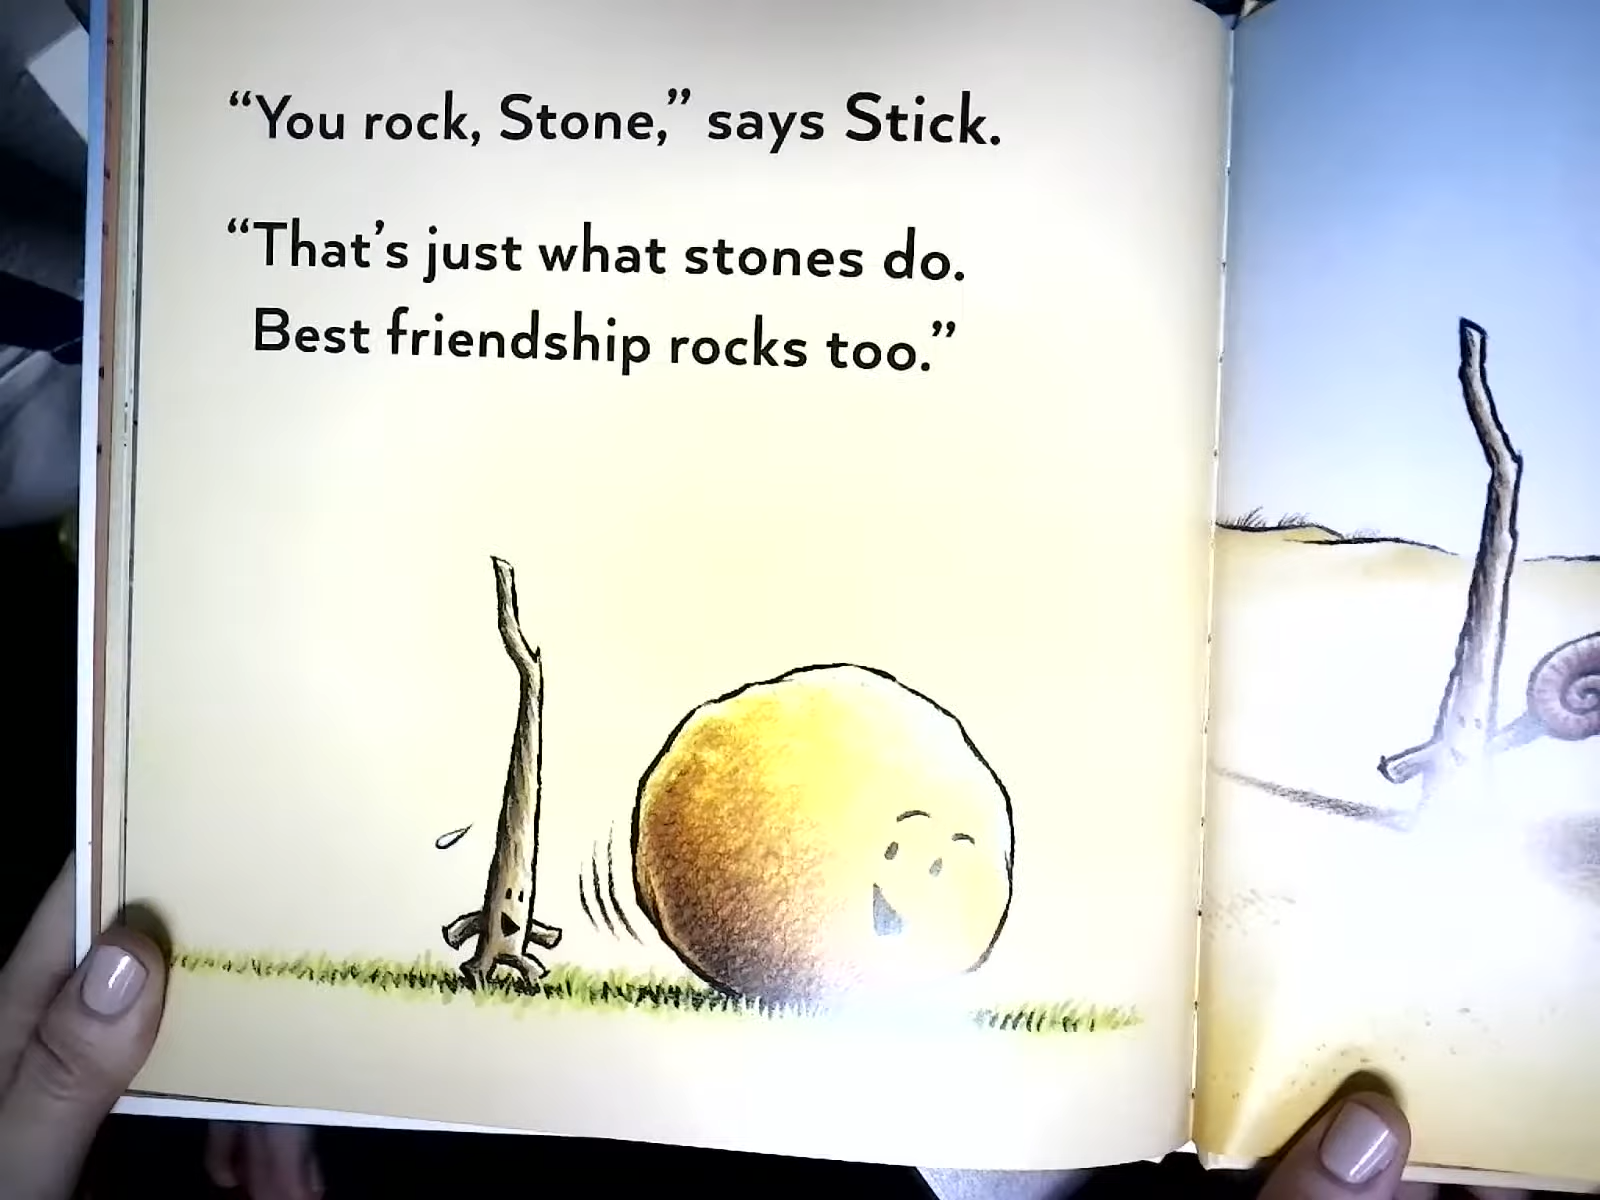 “You rock, Stone,” says Stick.
“That’s just what stones do.
Best friendship rocks too.”